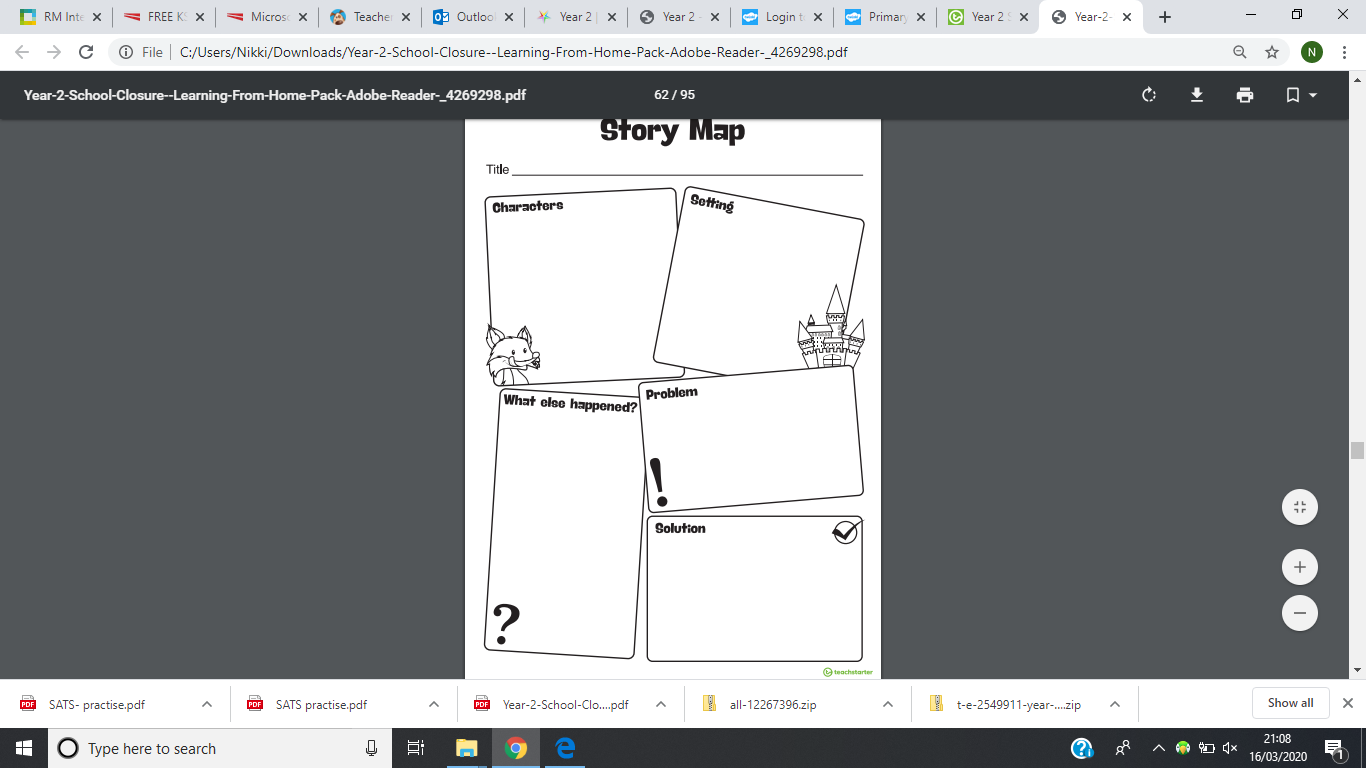 RM Inte
FREE KS
Microso
Teache
Outloo
Year 2 |
Year 2 -
Login t
Primary
Year 2 S
Year-2-
File | C:/Users/Nikki/Downloads/Year-2-School-Closure--Learning-From-Home-Pack-Adobe-Reader-_4269298.pdf
N
Year-2-School-Closure--Learning-From-Home-Pack-Adobe-Reader-_4269298.pdf
62 / 95
Story Map
Title
Characters
Setting
What else happened?
Problem
!
Solution
?
teachstarter
SATS- practise.pdf
SATS practise.pdf
Year-2-School-Clo....pdf
all-12267396.zip
t-e-2549911-year-....zip
Show all
Type here to search
21:08
16/03/2020
1